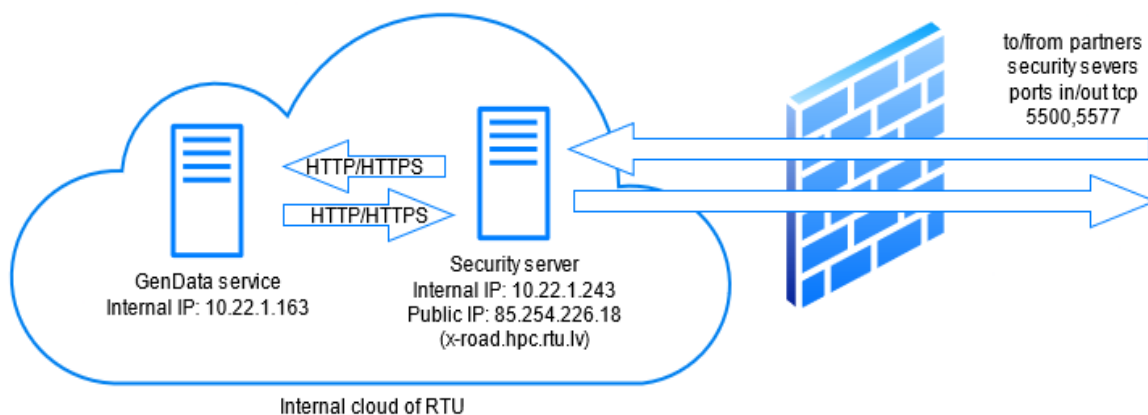 to/from partners
security severs
ports in/out tcp
5500,5577
HTTP/HTTPS
HTTP/HTTPS
GenData service
Internal IP: 10.22.1.163
Security server
Internal IP: 10.22.1.243
Public IP: 85.254.226.18
(x-road.hpc.rtu.lv)
Internal cloud of RTU